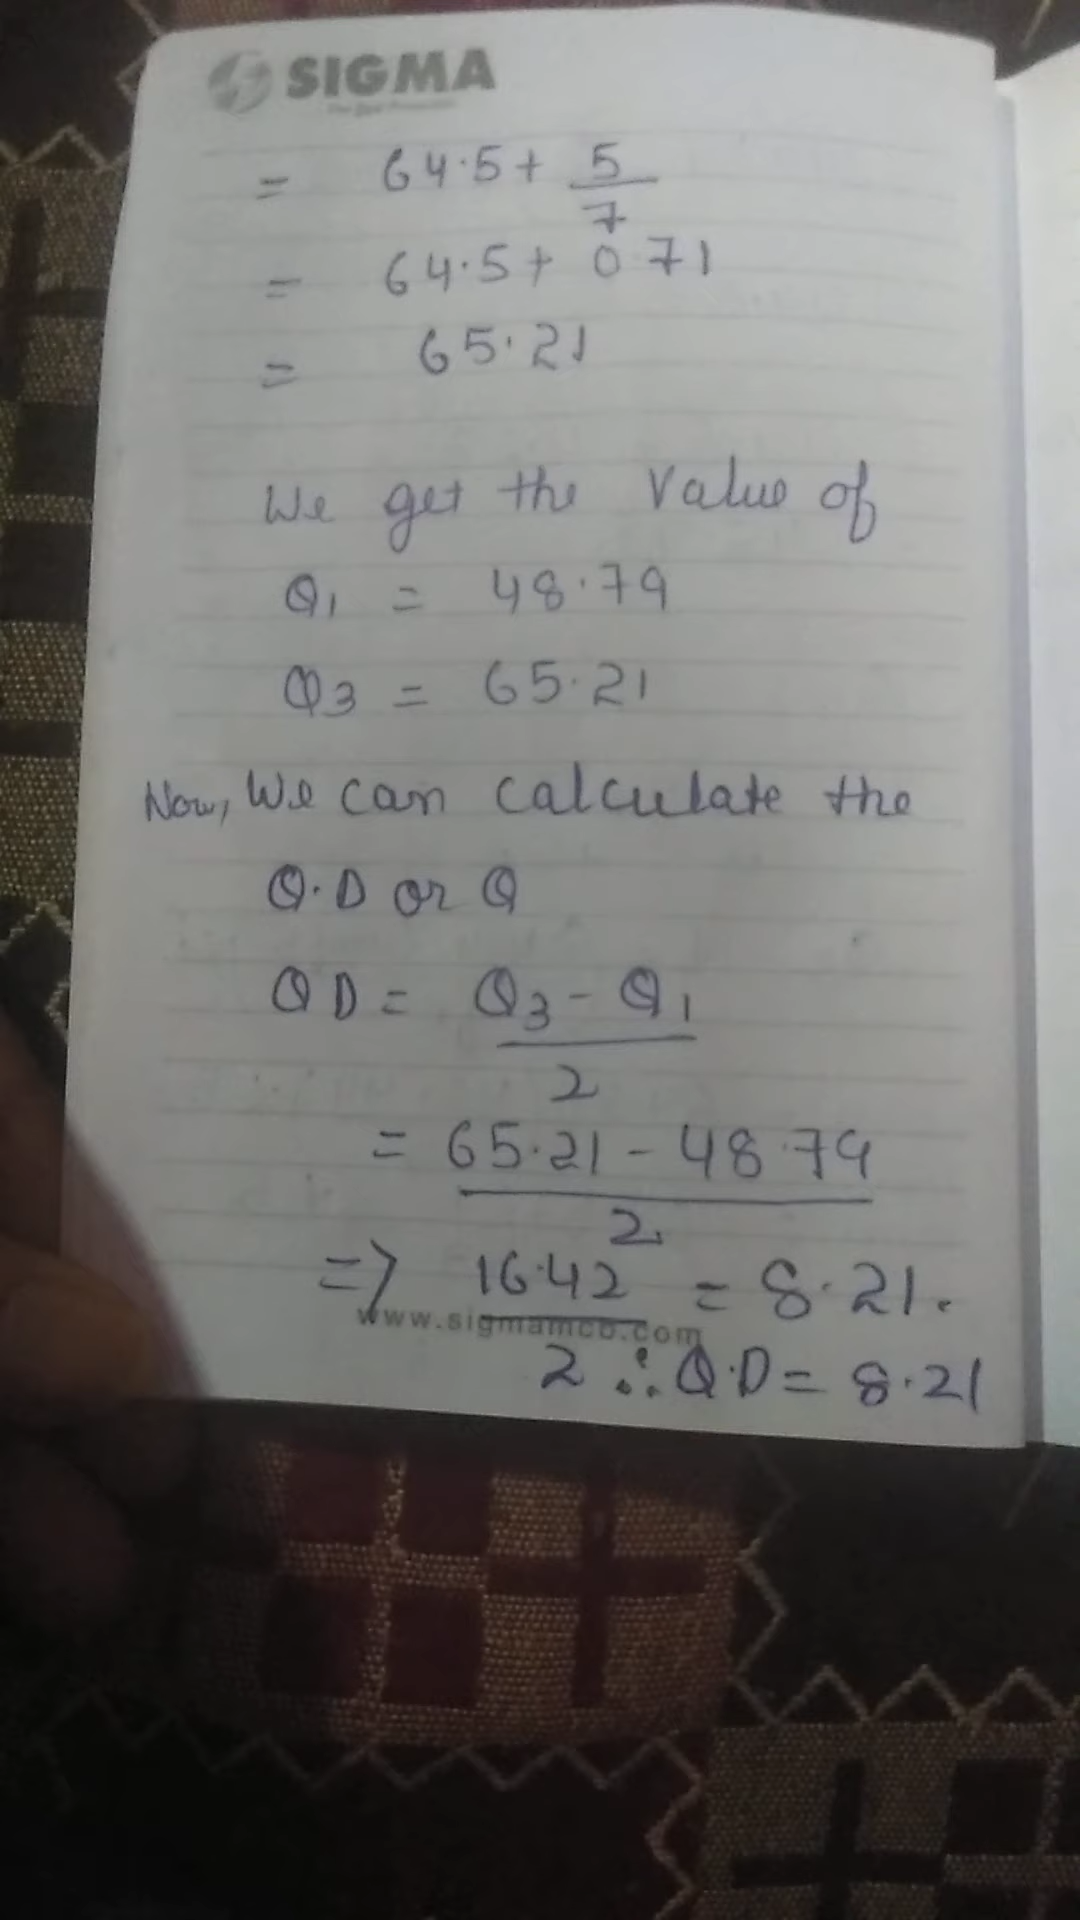 SIGMA
= 64.5 + 5/7
= 64.5 + 0.71
= 65.21
We get the value of
Q1 = 48.79
Q3 = 65.21
Now, We can calculate the
Q.D or Q
QD = Q3 - Q1
2
= 65.21 - 48.79
2
=> 16.42 = 8.21.
www.sigmamco.com
2 ∴ Q.D = 8.21